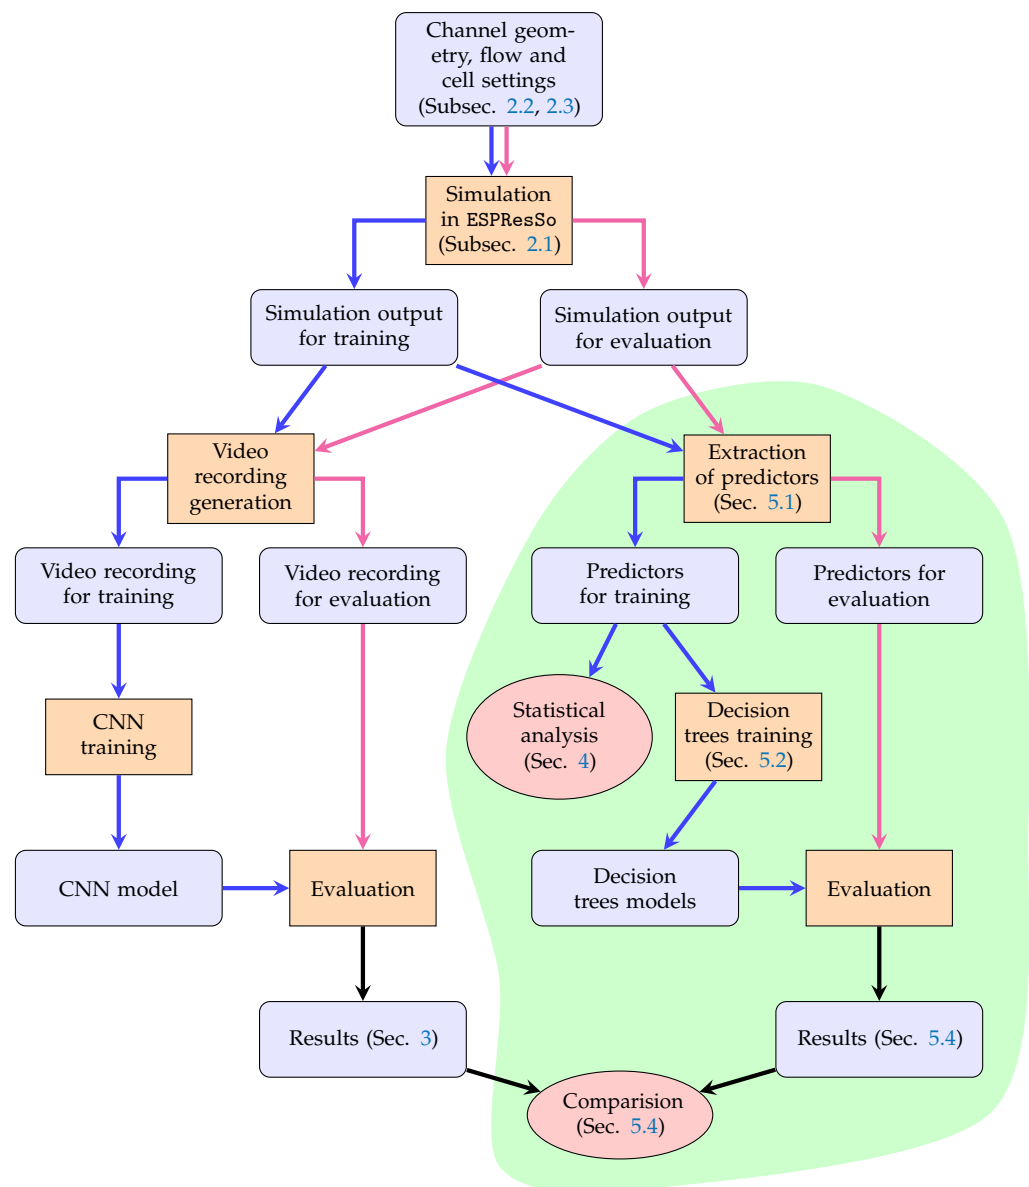 Channel geom-
etry, flow and
cell settings
(Subsec. 2.2, 2.3)
Simulation
in ESPResSo
(Subsec. 2.1)
Simulation output
for training
Simulation output
for evaluation
Video
recording
generation
Extraction
of predictors
(Sec. 5.1)
Video recording
for training
Video recording
for evaluation
Predictors
for training
Predictors for
evaluation
CNN
training
Statistical
analysis
(Sec. 4)
Decision
trees training
(Sec. 5.2)
CNN model
Evaluation
Decision
trees models
Evaluation
Results (Sec. 3)
Results (Sec. 5.4)
Comparision
(Sec. 5.4)